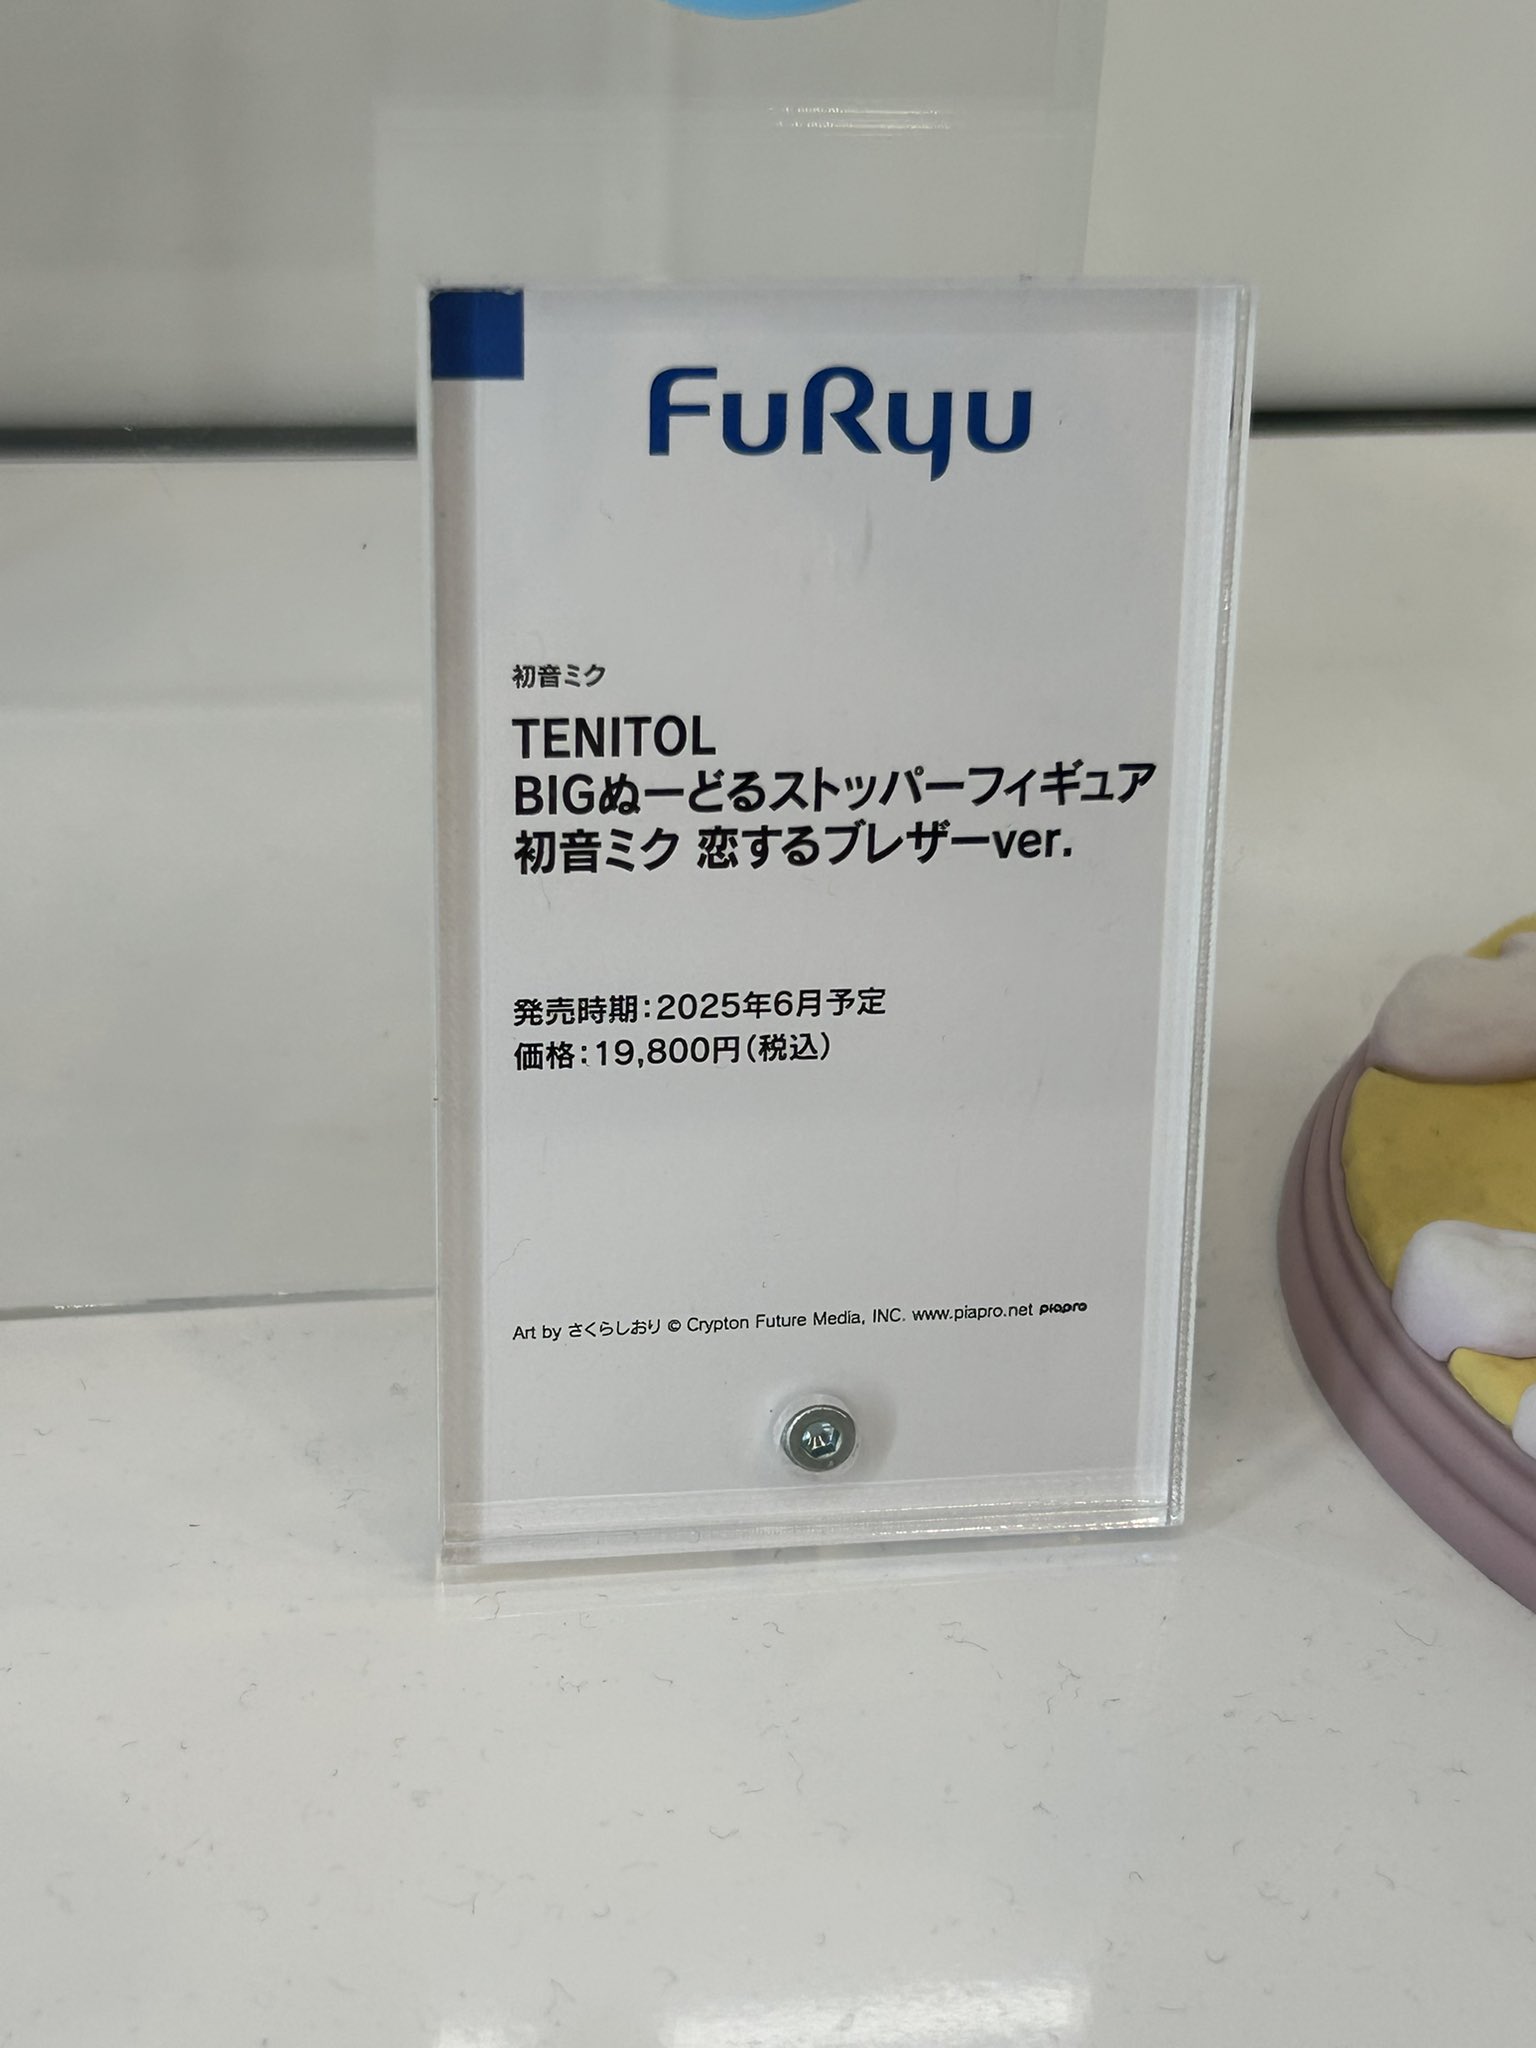 FuRyu
初音ミク
TENITOL
BIGぬーどるストッパーフィギュア
初音ミク 恋するブレザーver.
発売時期：2025年6月予定
価格：19,800円（税込）
Art by さくらしおり © Crypton Future Media, INC. www.piapro.net piapro